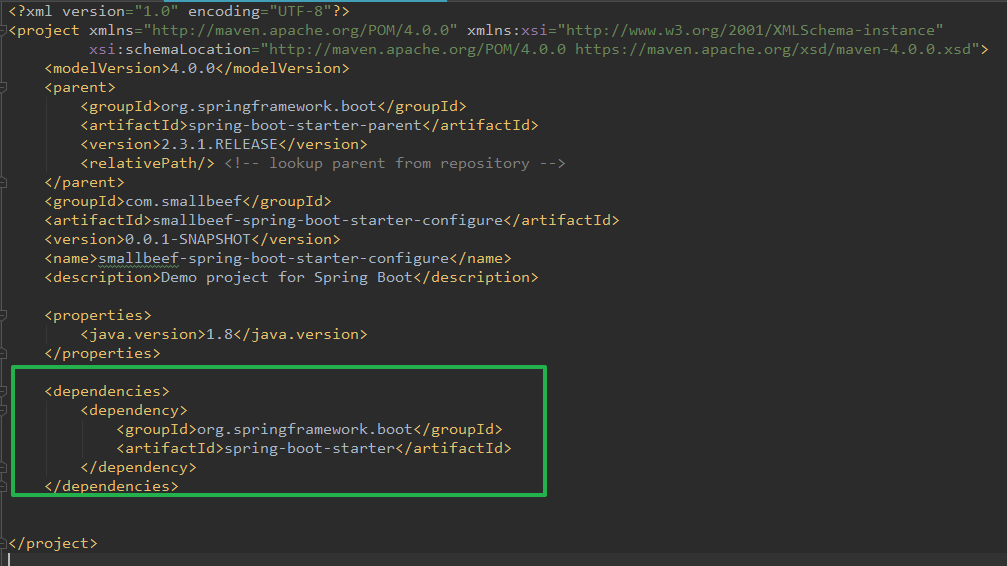 <?xml version="1.0" encoding="UTF-8"?>
<project xmlns="http://maven.apache.org/POM/4.0.0" xmlns:xsi="http://www.w3.org/2001/XMLSchema-instance"
         xsi:schemaLocation="http://maven.apache.org/POM/4.0.0 https://maven.apache.org/xsd/maven-4.0.0.xsd">
    <modelVersion>4.0.0</modelVersion>
    <parent>
        <groupId>org.springframework.boot</groupId>
        <artifactId>spring-boot-starter-parent</artifactId>
        <version>2.3.1.RELEASE</version>
        <relativePath/> <!-- lookup parent from repository -->
    </parent>
    <groupId>com.smallbeef</groupId>
    <artifactId>smallbeef-spring-boot-starter-configure</artifactId>
    <version>0.0.1-SNAPSHOT</version>
    <name>smallbeef-spring-boot-starter-configure</name>
    <description>Demo project for Spring Boot</description>

    <properties>
        <java.version>1.8</java.version>
    </properties>

    <dependencies>
        <dependency>
            <groupId>org.springframework.boot</groupId>
            <artifactId>spring-boot-starter</artifactId>
        </dependency>
    </dependencies>

</project>